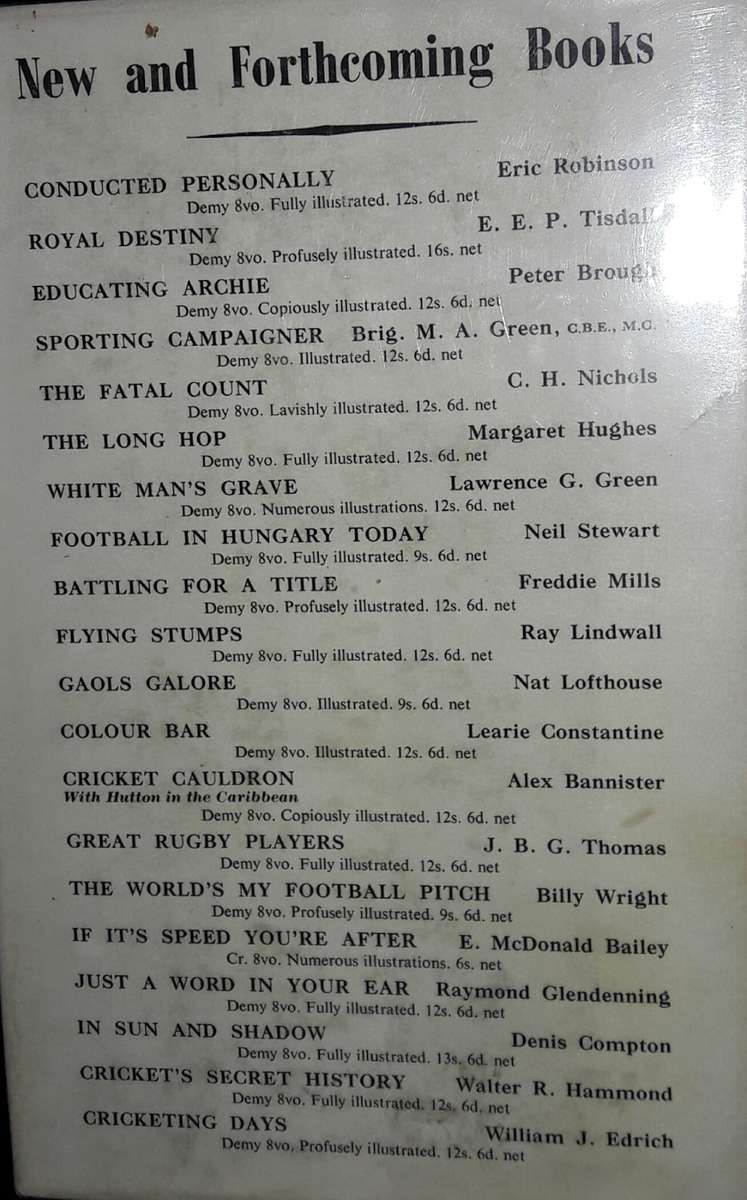 New and Forthcoming Books
CONDUCTED PERSONALLY Eric Robinson
Demy 8vo. Fully illustrated. 12s. 6d. net
ROYAL DESTINY E. E. P. Tisdall
Demy 8vo. Profusely illustrated. 16s. net
EDUCATING ARCHIE Peter Brough
Demy 8vo. Copiously illustrated. 12s. 6d. net
SPORTING CAMPAIGNER Brig. M. A. Green, C.B.E., M.C.
Demy 8vo. Illustrated. 12s. 6d. net
THE FATAL COUNT C. H. Nichols
Demy 8vo. Lavishly illustrated. 12s. 6d. net
THE LONG HOP Margaret Hughes
Demy 8vo. Fully illustrated. 12s. 6d. net
WHITE MAN'S GRAVE Lawrence G. Green
Demy 8vo. Numerous illustrations. 12s. 6d. net
FOOTBALL IN HUNGARY TODAY Neil Stewart
Demy 8vo. Fully illustrated. 9s. 6d. net
BATTLING FOR A TITLE Freddie Mills
Demy 8vo. Profusely illustrated. 12s. 6d. net
FLYING STUMPS Ray Lindwall
Demy 8vo. Fully illustrated. 12s. 6d. net
GAOLS GALORE Nat Lofthouse
Demy 8vo. Illustrated. 9s. 6d. net
COLOUR BAR Learie Constantine
Demy 8vo. Illustrated. 12s. 6d. net
CRICKET CAULDRON Alex Bannister
With Hutton in the Caribbean
Demy 8vo. Copiously illustrated. 12s. 6d. net
GREAT RUGBY PLAYERS J. B. G. Thomas
Demy 8vo. Fully illustrated. 12s. 6d. net
THE WORLD'S MY FOOTBALL PITCH Billy Wright
Demy 8vo. Profusely illustrated. 9s. 6d. net
IF IT'S SPEED YOU'RE AFTER E. McDonald Bailey
Cr. 8vo. Numerous illustrations. 6s. net
JUST A WORD IN YOUR EAR Raymond Glendenning
Demy 8vo. Fully illustrated. 12s. 6d. net
IN SUN AND SHADOW Denis Compton
Demy 8vo. Fully illustrated. 13s. 6d. net
CRICKET'S SECRET HISTORY Walter R. Hammond
Demy 8vo. Fully illustrated. 12s. 6d. net
CRICKETING DAYS William J. Edrich
Demy 8vo. Profusely illustrated. 12s. 6d. net